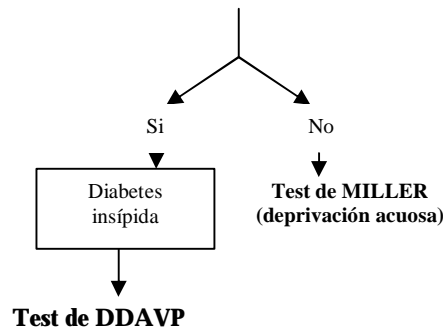 Si
No
Diabetes
insípida
Test de MILLER
(deprivación acuosa)
Test de DDAVP